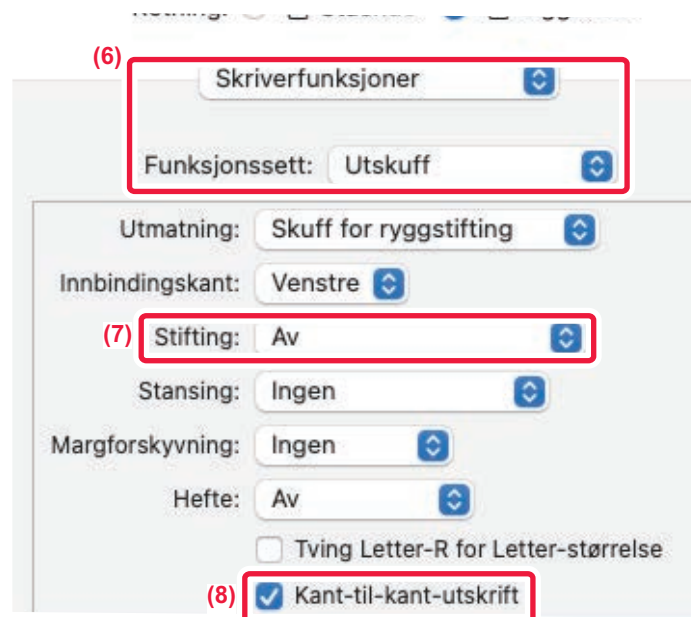 (6)
Skriverfunksjoner
Funksjonssett: Utskuff
Utmatning: Skuff for ryggstifting
Innbindingskant: Venstre
(7) Stifting: Av
Stansing: Ingen
Margforskyvning: Ingen
Hefte: Av
Tving Letter-R for Letter-størrelse
(8) Kant-til-kant-utskrift